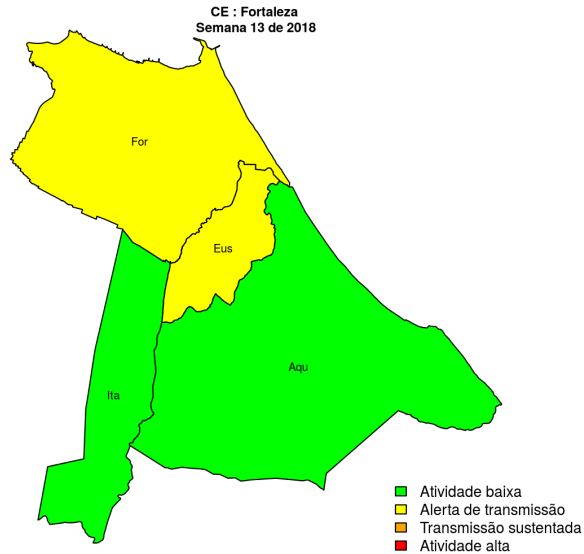 CE : Fortaleza
Semana 13 de 2018
For
Eus
Aqu
Ita
Atividade baixa
Alerta de transmissão
Transmissão sustentada
Atividade alta